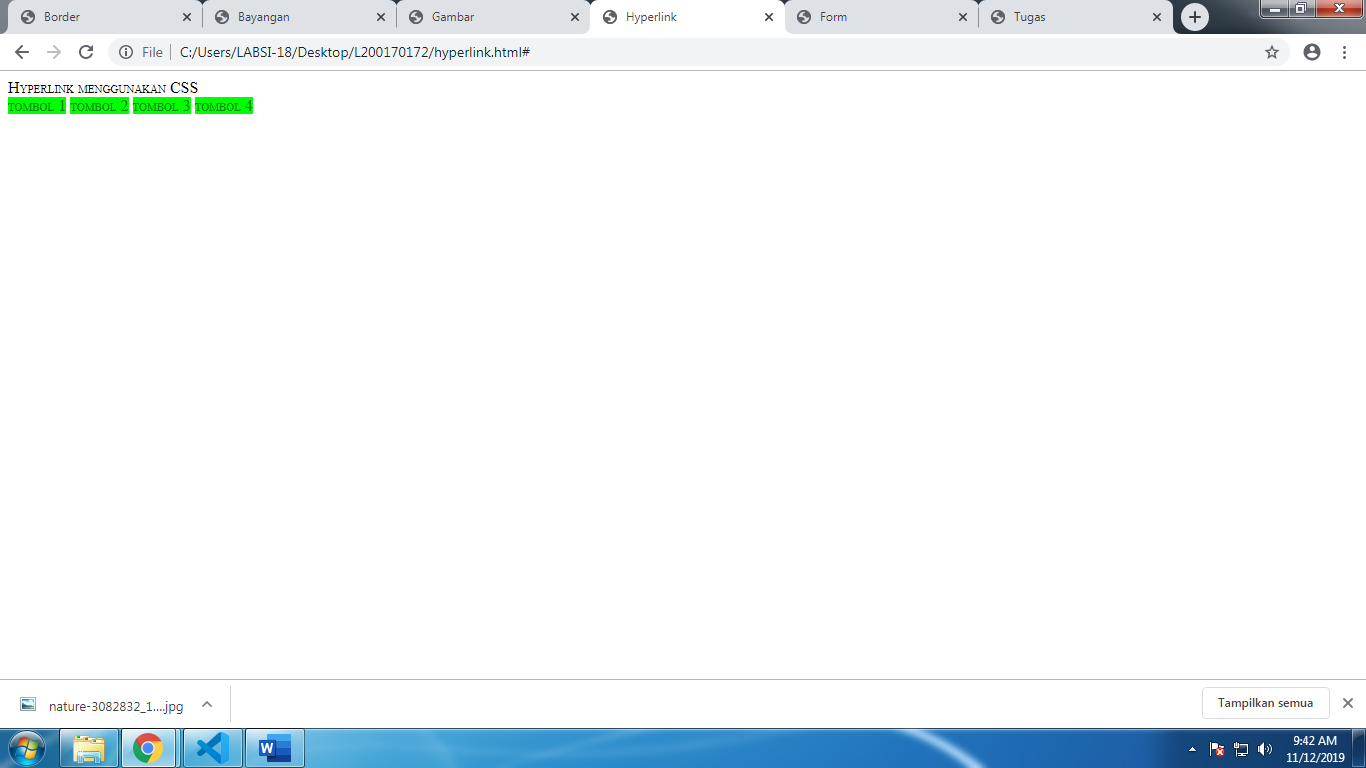 Border
Bayangan
Gambar
Hyperlink
Form
Tugas
File
C:/Users/LABSI-18/Desktop/L200170172/hyperlink.html#
Hyperlink menggunakan CSS
tombol 1 tombol 2 tombol 3 tombol 4
nature-3082832_1....jpg
Tampilkan semua
9:42 AM
11/12/2019